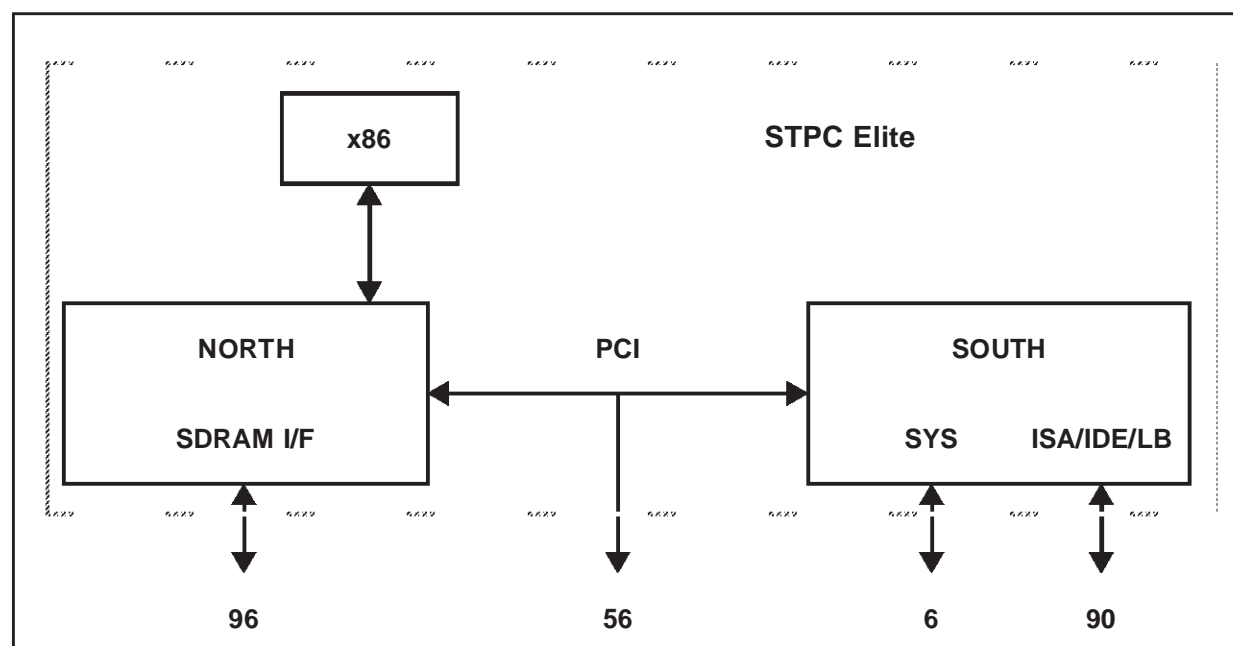 x86
STPC Elite
NORTH
PCI
SOUTH
SDRAM I/F
SYS
ISA/IDE/LB
96
56
6
90